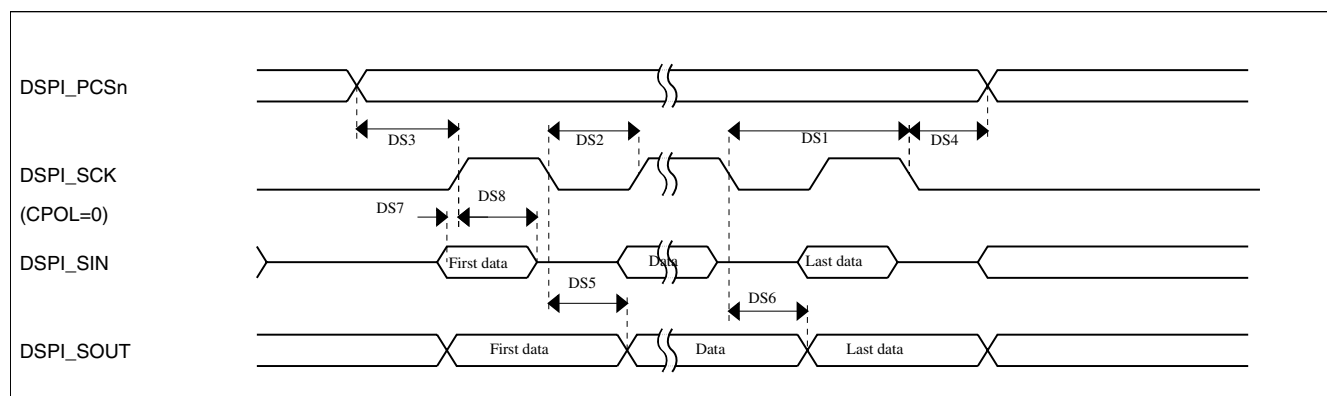 DSPI_PCSn
DS3
DS2
DS1
DS4
DSPI_SCK
DS7
DS8
(CPOL=0)
DSPI_SIN
First data
Data
Last data
DS5
DS6
DSPI_SOUT
First data
Data
Last data